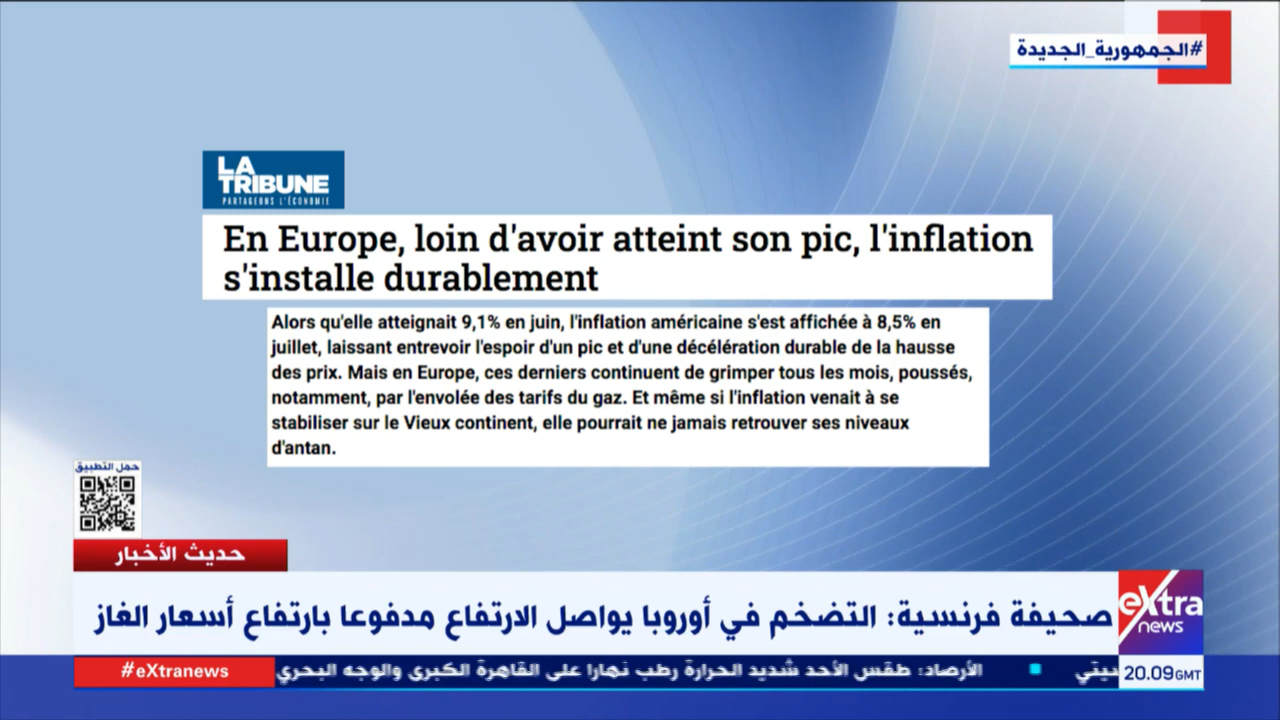 #الجمهورية_الجديدة
LA
TRIBUNE
PARTAGEONS L'ÉCONOMIE
En Europe, loin d'avoir atteint son pic, l'inflation
s'installe durablement
Alors qu'elle atteignait 9,1% en juin, l'inflation américaine s'est affichée à 8,5% en
juillet, laissant entrevoir l'espoir d'un pic et d'une décélération durable de la hausse
des prix. Mais en Europe, ces derniers continuent de grimper tous les mois, poussés,
notamment, par l'envolée des tarifs du gaz. Et même si l'inflation venait à se
stabiliser sur le Vieux continent, elle pourrait ne jamais retrouver ses niveaux
d'antan.
حمل التطبيق
حديث الأخبار
صحيفة فرنسية: التضخم في أوروبا يواصل الارتفاع مدفوعا بارتفاع أسعار الغاز
eXtra
news
#eXtranews
سيتي ■ الأرصاد: طقس الأحد شديد الحرارة رطب نهارا على القاهرة الكبرى والوجه البحري
20.09GMT